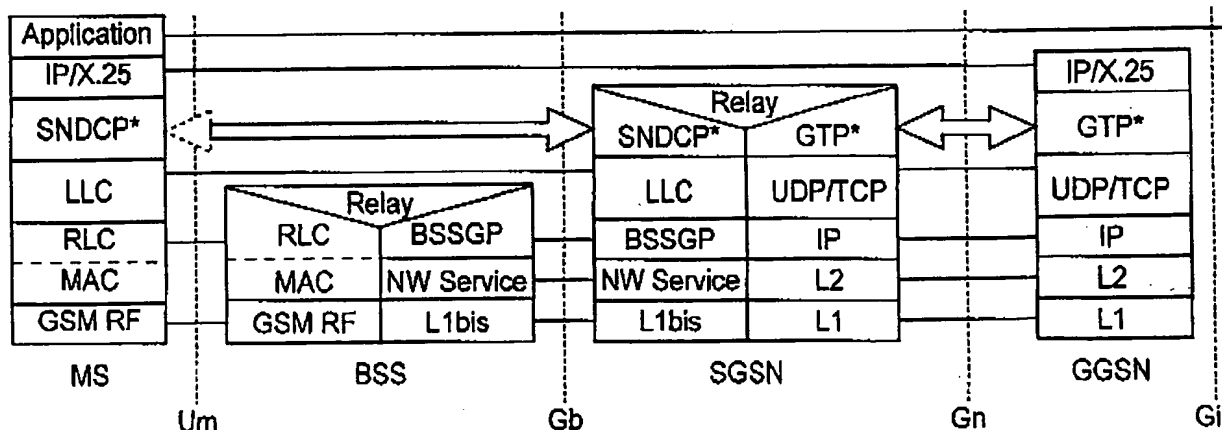 Application
IP/X.25
SNDCP*
LLC
RLC
MAC
GSM RF
MS
Relay
RLC
BSSGP
MAC
NW Service
GSM RF
L1bis
BSS
Relay
SNDCP*
GTP*
LLC
UDP/TCP
BSSGP
IP
NW Service
L2
L1bis
L1
SGSN
IP/X.25
GTP*
UDP/TCP
IP
L2
L1
GGSN
Um
Gb
Gn
Gi